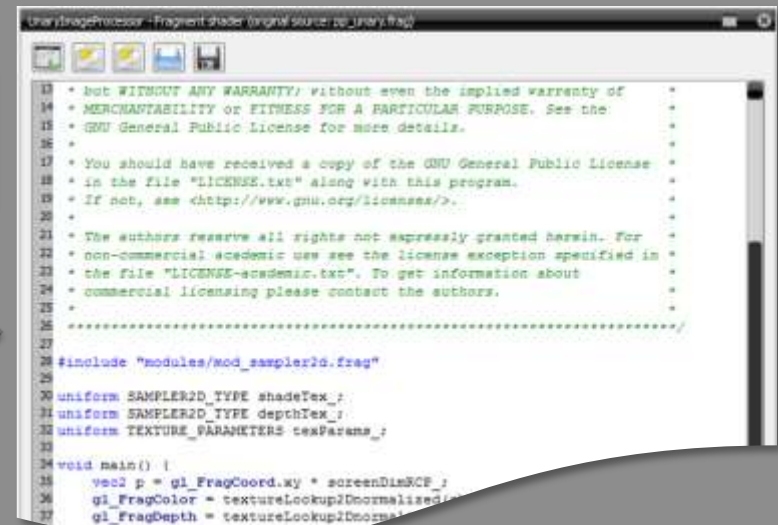 UnaryImageProcessor - Fragment shader (original source: pp_unary.frag)
13 * but WITHOUT ANY WARRANTY; without even the implied warranty of *
14 * MERCHANTABILITY or FITNESS FOR A PARTICULAR PURPOSE. See the *
15 * GNU General Public License for more details. *
16 * *
17 * You should have received a copy of the GNU General Public License *
18 * in the file "LICENSE.txt" along with this program. *
19 * If not, see <http://www.gnu.org/licenses/>. *
20 * *
21 * The authors reserve all rights not expressly granted herein. For *
22 * non-commercial academic use see the license exception specified in *
23 * the file "LICENSE-academic.txt". To get information about *
24 * commercial licensing please contact the authors. *
25 * *
26 **********************************************************************/
27
28 #include "modules/mod_sampler2d.frag"
29
30 uniform SAMPLER2D_TYPE shadeTex_;
31 uniform SAMPLER2D_TYPE depthTex_;
32 uniform TEXTURE_PARAMETERS texParams_;
33
34 void main() {
35 vec2 p = gl_FragCoord.xy * screenDimRCP_;
36 gl_FragColor = textureLookup2Dnormalized(
37 gl_FragDepth =